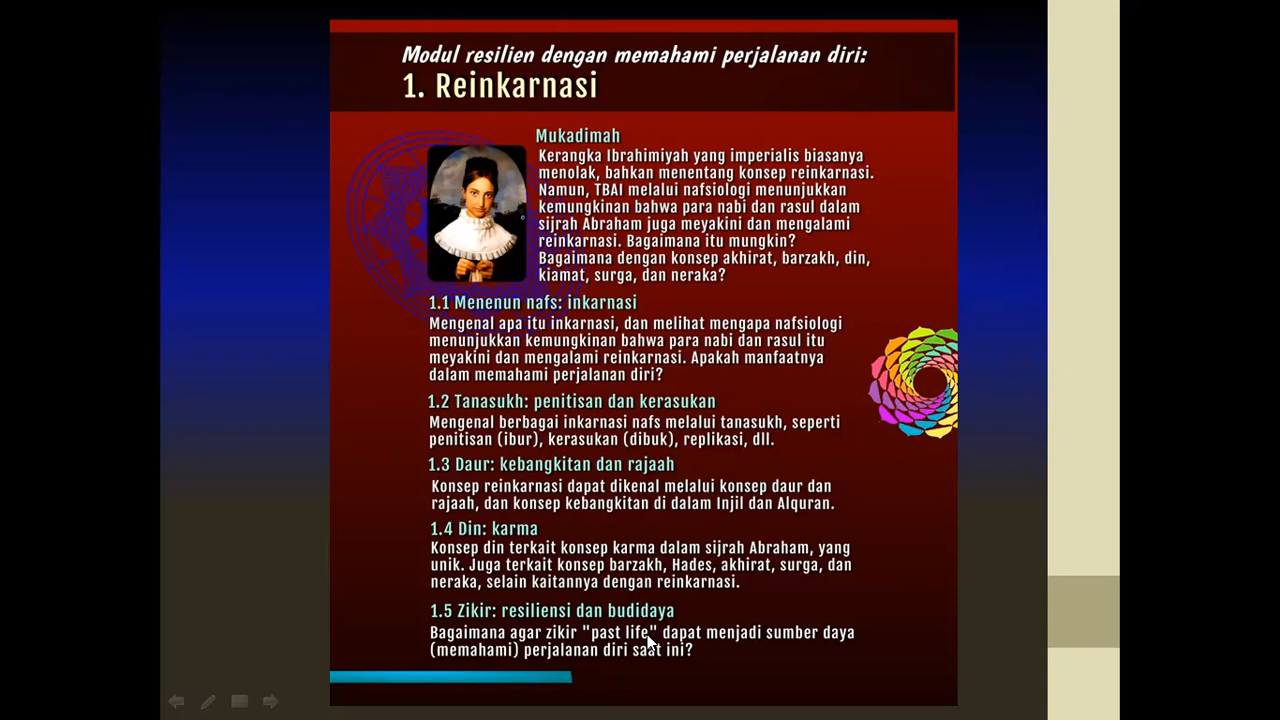 Modul resilien dengan memahami perjalanan diri:
1. Reinkarnasi
Mukadimah
Kerangka Ibrahimiyah yang imperialis biasanya
menolak, bahkan menentang konsep reinkarnasi.
Namun, TBAI melalui nafsiologi menunjukkan
kemungkinan bahwa para nabi dan rasul dalam
sijrah Abraham juga meyakini dan mengalami
reinkarnasi. Bagaimana itu mungkin?
Bagaimana dengan konsep akhirat, barzakh, din,
kiamat, surga, dan neraka?
1.1 Menenun nafs: inkarnasi
Mengenal apa itu inkarnasi, dan melihat mengapa nafsiologi
menunjukkan kemungkinan bahwa para nabi dan rasul itu
meyakini dan mengalami reinkarnasi. Apakah manfaatnya
dalam memahami perjalanan diri?
1.2 Tanasukh: penitisan dan kerasukan
Mengenal berbagai inkarnasi nafs melalui tanasukh, seperti
penitisan (ibur), kerasukan (dibuk), replikasi, dll.
1.3 Daur: kebangkitan dan rajaah
Konsep reinkarnasi dapat dikenal melalui konsep daur dan
rajaah, dan konsep kebangkitan di dalam Injil dan Alquran.
1.4 Din: karma
Konsep din terkait konsep karma dalam sijrah Abraham, yang
unik. Juga terkait konsep barzakh, Hades, akhirat, surga, dan
neraka, selain kaitannya dengan reinkarnasi.
1.5 Zikir: resiliensi dan budidaya
Bagaimana agar zikir "past life" dapat menjadi sumber daya
(memahami) perjalanan diri saat ini?